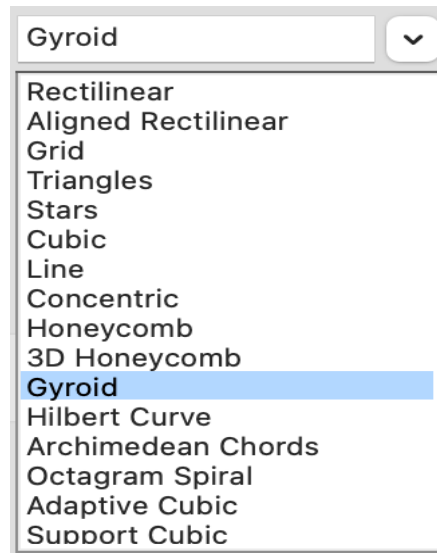 Gyroid
Rectilinear
Aligned Rectilinear
Grid
Triangles
Stars
Cubic
Line
Concentric
Honeycomb
3D Honeycomb
Gyroid
Hilbert Curve
Archimedean Chords
Octagram Spiral
Adaptive Cubic
Support Cubic